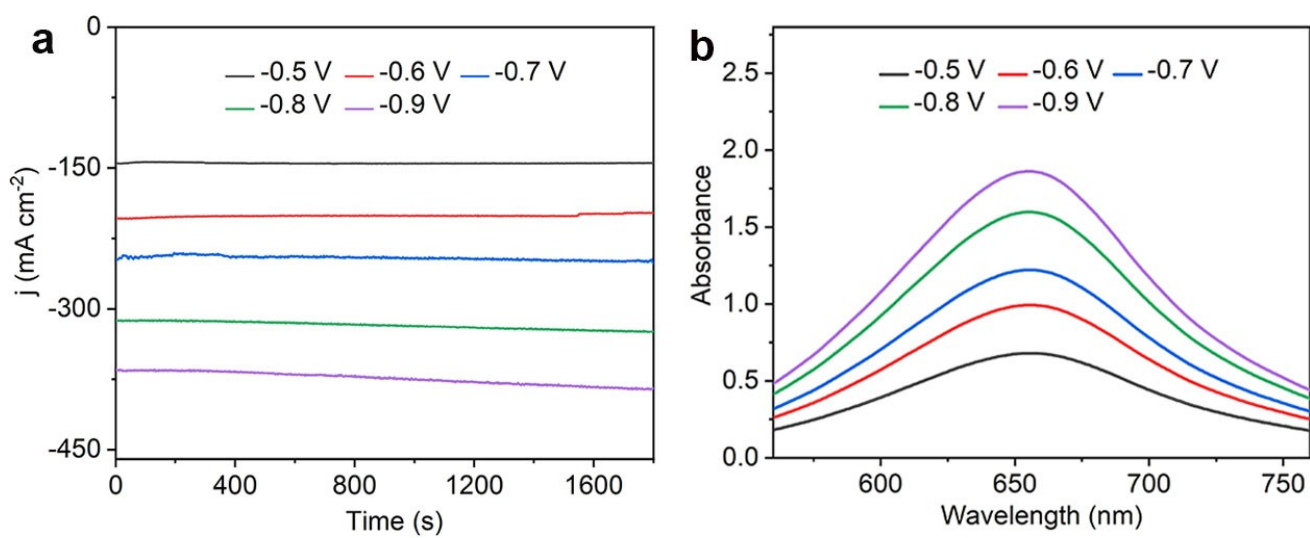 a
-0.5 V -0.6 V -0.7 V
-0.8 V -0.9 V
0
-150
-300
-450
j (mA cm⁻²)
0 400 800 1200 1600
Time (s)
b
-0.5 V -0.6 V -0.7 V
-0.8 V -0.9 V
2.5
2.0
1.5
1.0
0.5
0.0
Absorbance
600 650 700 750
Wavelength (nm)